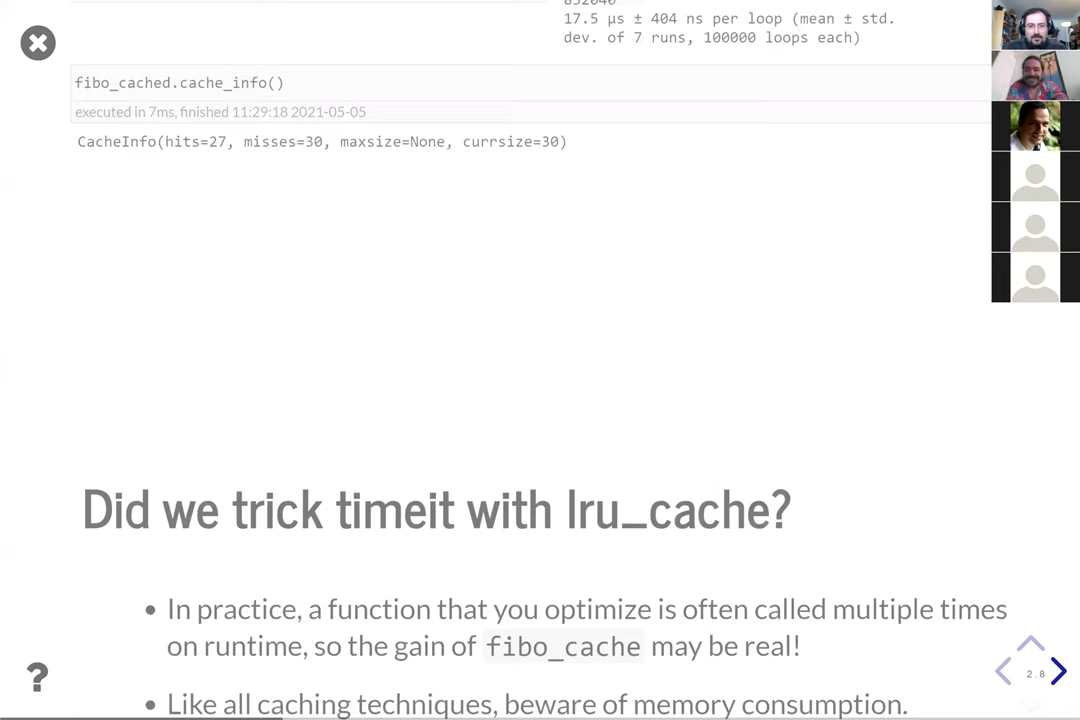 832040
17.5 µs ± 404 ns per loop (mean ± std.
dev. of 7 runs, 100000 loops each)
fibo_cached.cache_info()
executed in 7ms, finished 11:29:18 2021-05-05
CacheInfo(hits=27, misses=30, maxsize=None, currsize=30)
Did we trick timeit with lru_cache?
• In practice, a function that you optimize is often called multiple times
on runtime, so the gain of fibo_cache may be real!
• Like all caching techniques, beware of memory consumption.
2.8
?